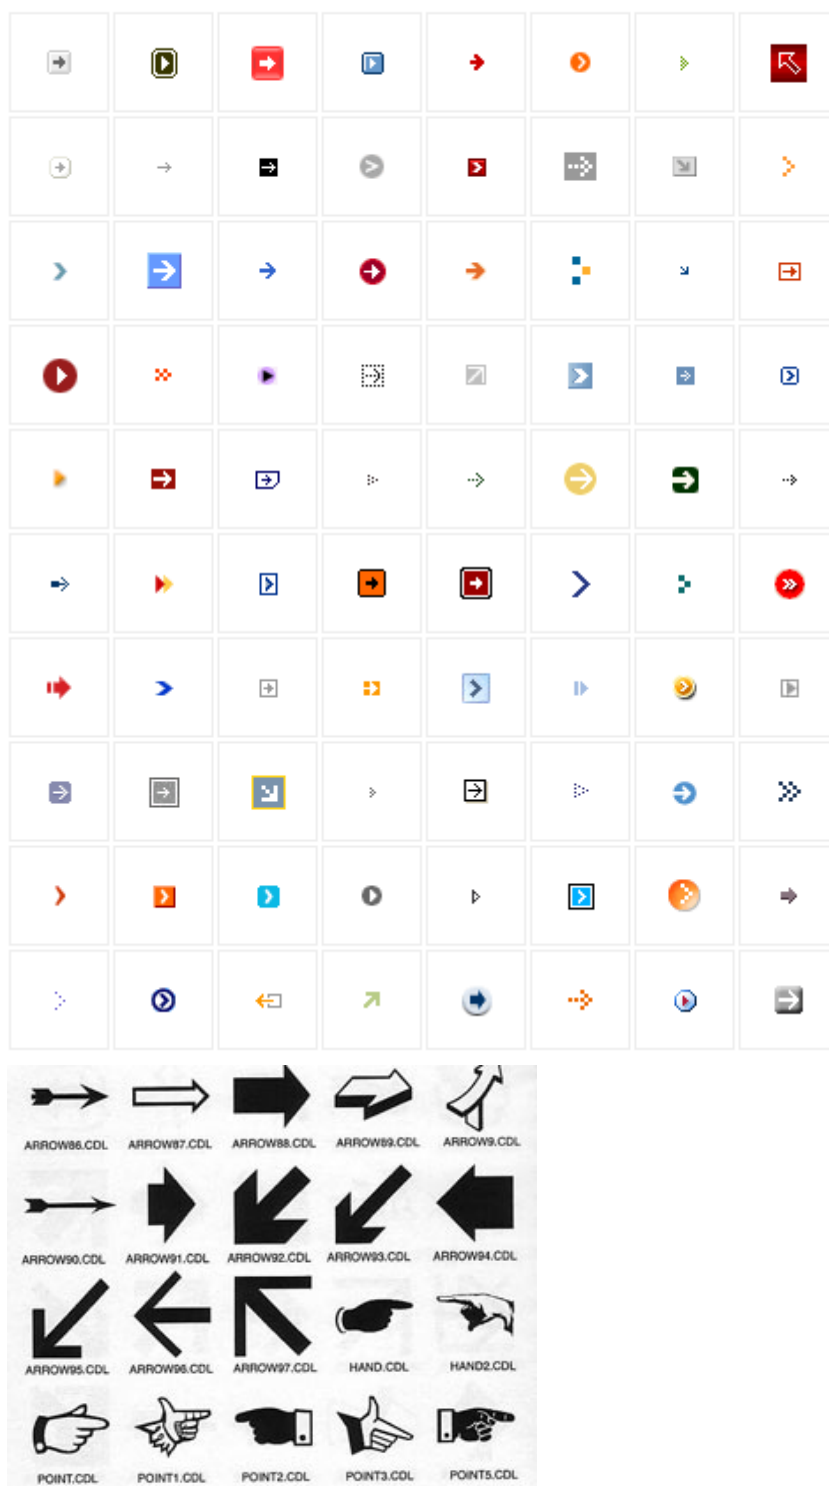 ARROW86.CDL ARROW87.CDL ARROW88.CDL ARROW89.CDL ARROW9.CDL
ARROW90.CDL ARROW91.CDL ARROW92.CDL ARROW93.CDL ARROW94.CDL
ARROW95.CDL ARROW96.CDL ARROW97.CDL HAND.CDL HAND2.CDL
POINT.CDL POINT1.CDL POINT2.CDL POINT3.CDL POINT5.CDL